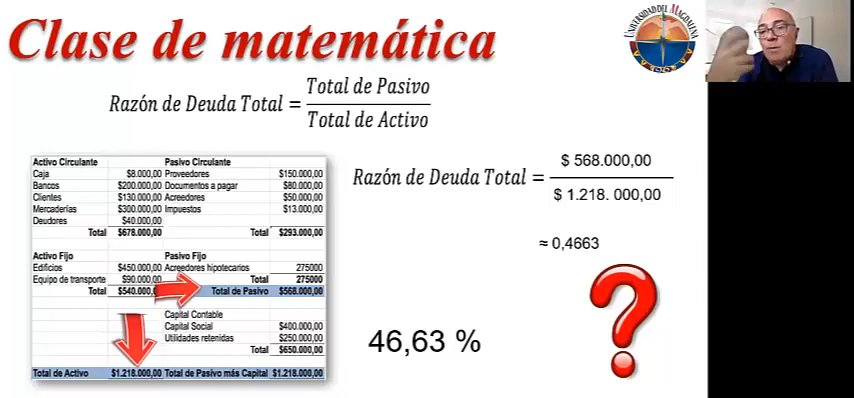 Clase de matemática
UNIVERSIDAD DEL MAGDALENA
Razón de Deuda Total = Total de Pasivo / Total de Activo
Activo Circulante Pasivo Circulante
Caja $8.000,00 Proveedores $150.000,00
Bancos $200.000,00 Documentos a pagar $80.000,00
Clientes $130.000,00 Acreedores $50.000,00
Mercaderías $300.000,00 Impuestos $13.000,00
Deudores $40.000,00
Total $678.000,00 Total $293.000,00
Activo Fijo Pasivo Fijo
Edificios $450.000,00 Acreedores hipotecarios 275000
Equipo de transporte $90.000, Total 275000
Total $540.000, Total de Pasivo $568.000,00
Capital Contable
Capital Social $400.000,00
Utilidades retenidas $250.000,00
Total $650.000,00
Total de Activo $1.218.000,00 Total de Pasivo más Capital $1.218.000,00
Razón de Deuda Total = $ 568.000,00 / $ 1.218. 000,00
≈ 0,4663
46,63 %
?